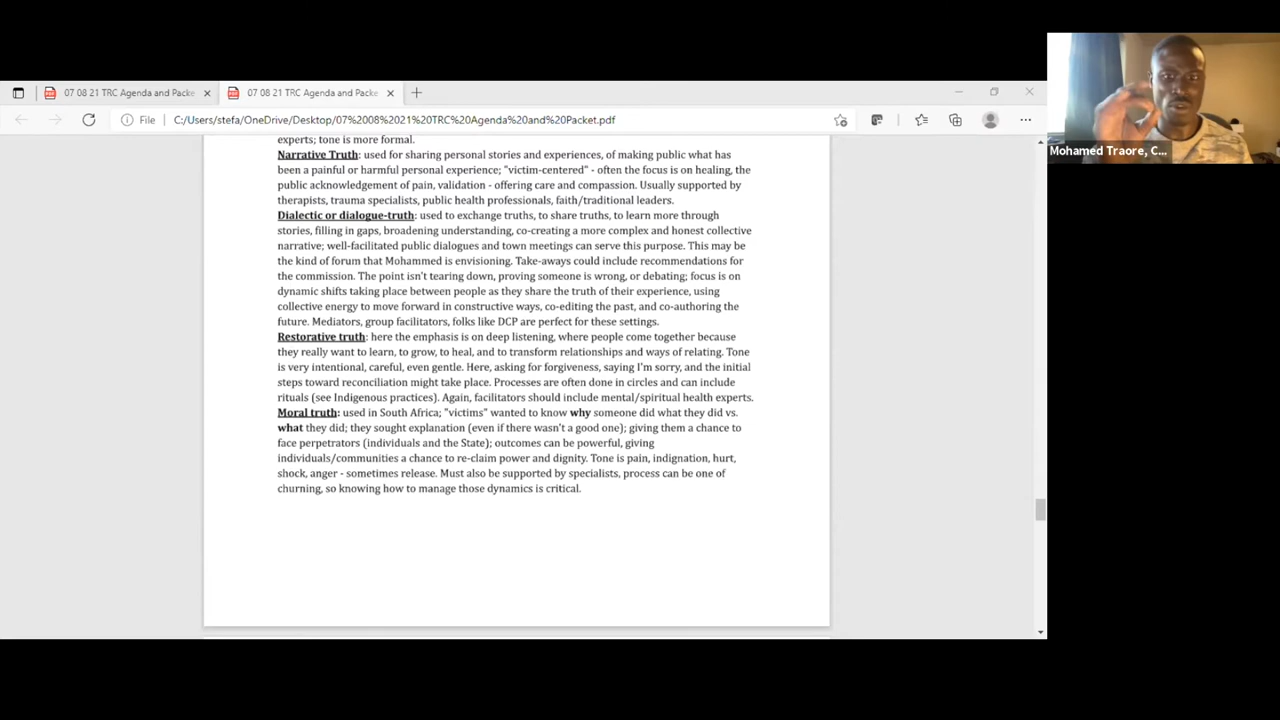 07 08 21 TRC Agenda and Packe
07 08 21 TRC Agenda and Packe
File
C:/Users/stefa/OneDrive/Desktop/07%2008%2021%20TRC%20Agenda%20and%20Packet.pdf
experts; tone is more formal.
Narrative Truth: used for sharing personal stories and experiences, of making public what has
been a painful or harmful personal experience; "victim-centered" - often the focus is on healing, the
public acknowledgement of pain, validation - offering care and compassion. Usually supported by
therapists, trauma specialists, public health professionals, faith/traditional leaders.
Dialectic or dialogue-truth: used to exchange truths, to share truths, to learn more through
stories, filling in gaps, broadening understanding, co-creating a more complex and honest collective
narrative; well-facilitated public dialogues and town meetings can serve this purpose. This may be
the kind of forum that Mohammed is envisioning. Take-aways could include recommendations for
the commission. The point isn't tearing down, proving someone is wrong, or debating; focus is on
dynamic shifts taking place between people as they share the truth of their experience, using
collective energy to move forward in constructive ways, co-editing the past, and co-authoring the
future. Mediators, group facilitators, folks like DCP are perfect for these settings.
Restorative truth: here the emphasis is on deep listening, where people come together because
they really want to learn, to grow, to heal, and to transform relationships and ways of relating. Tone
is very intentional, careful, even gentle. Here, asking for forgiveness, saying I'm sorry, and the initial
steps toward reconciliation might take place. Processes are often done in circles and can include
rituals (see Indigenous practices). Again, facilitators should include mental/spiritual health experts.
Moral truth: used in South Africa; "victims" wanted to know why someone did what they did vs.
what they did; they sought explanation (even if there wasn't a good one); giving them a chance to
face perpetrators (individuals and the State); outcomes can be powerful, giving
individuals/communities a chance to re-claim power and dignity. Tone is pain, indignation, hurt,
shock, anger - sometimes release. Must also be supported by specialists, process can be one of
churning, so knowing how to manage those dynamics is critical.
Mohamed Traore, C...